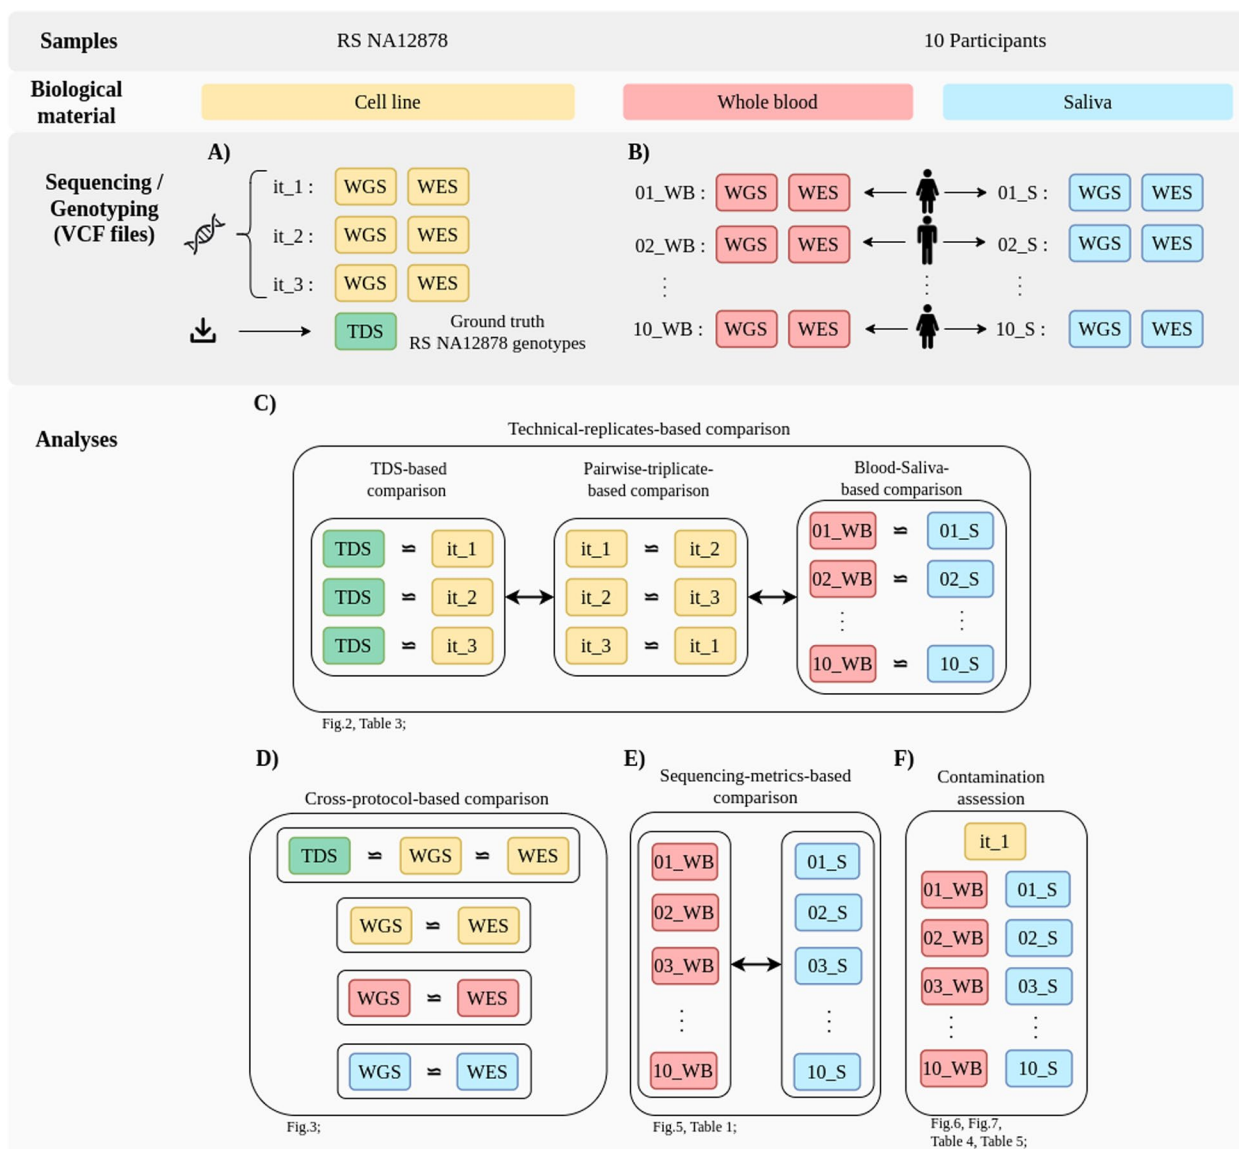 Samples
RS NA12878
10 Participants
Biological
material
Cell line
Whole blood
Saliva
Sequencing /
Genotyping
(VCF files)
A)
it_1 :
WGS
WES
it_2 :
WGS
WES
it_3 :
WGS
WES
TDS
Ground truth
RS NA12878 genotypes
B)
01_WB :
WGS
WES
01_S :
WGS
WES
02_WB :
WGS
WES
02_S :
WGS
WES
10_WB :
WGS
WES
10_S :
WGS
WES
Analyses
C)
Technical-replicates-based comparison
TDS-based
comparison
TDS ≌ it_1
TDS ≌ it_2
TDS ≌ it_3
Pairwise-triplicate-
based comparison
it_1 ≌ it_2
it_2 ≌ it_3
it_3 ≌ it_1
Blood-Saliva-
based comparison
01_WB ≌ 01_S
02_WB ≌ 02_S
10_WB ≌ 10_S
Fig.2, Table 3;
D)
Cross-protocol-based comparison
TDS ≌ WGS ≌ WES
WGS ≌ WES
WGS ≌ WES
WGS ≌ WES
Fig.3;
E)
Sequencing-metrics-based
comparison
01_WB
01_S
02_WB
02_S
03_WB
03_S
10_WB
10_S
Fig.5, Table 1;
F)
Contamination
assession
it_1
01_WB
01_S
02_WB
02_S
03_WB
03_S
10_WB
10_S
Fig.6, Fig.7,
Table 4, Table 5;